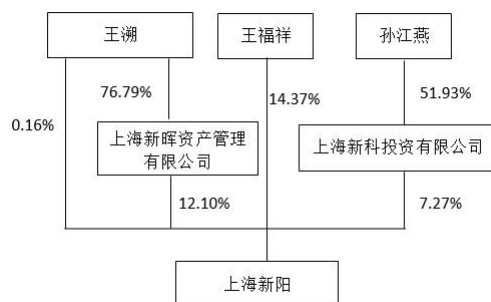 王溯
王福祥
孙江燕
76.79%
14.37%
51.93%
0.16%
上海新晖资产管理
有限公司
上海新科投资有限公司
12.10%
7.27%
上海新阳